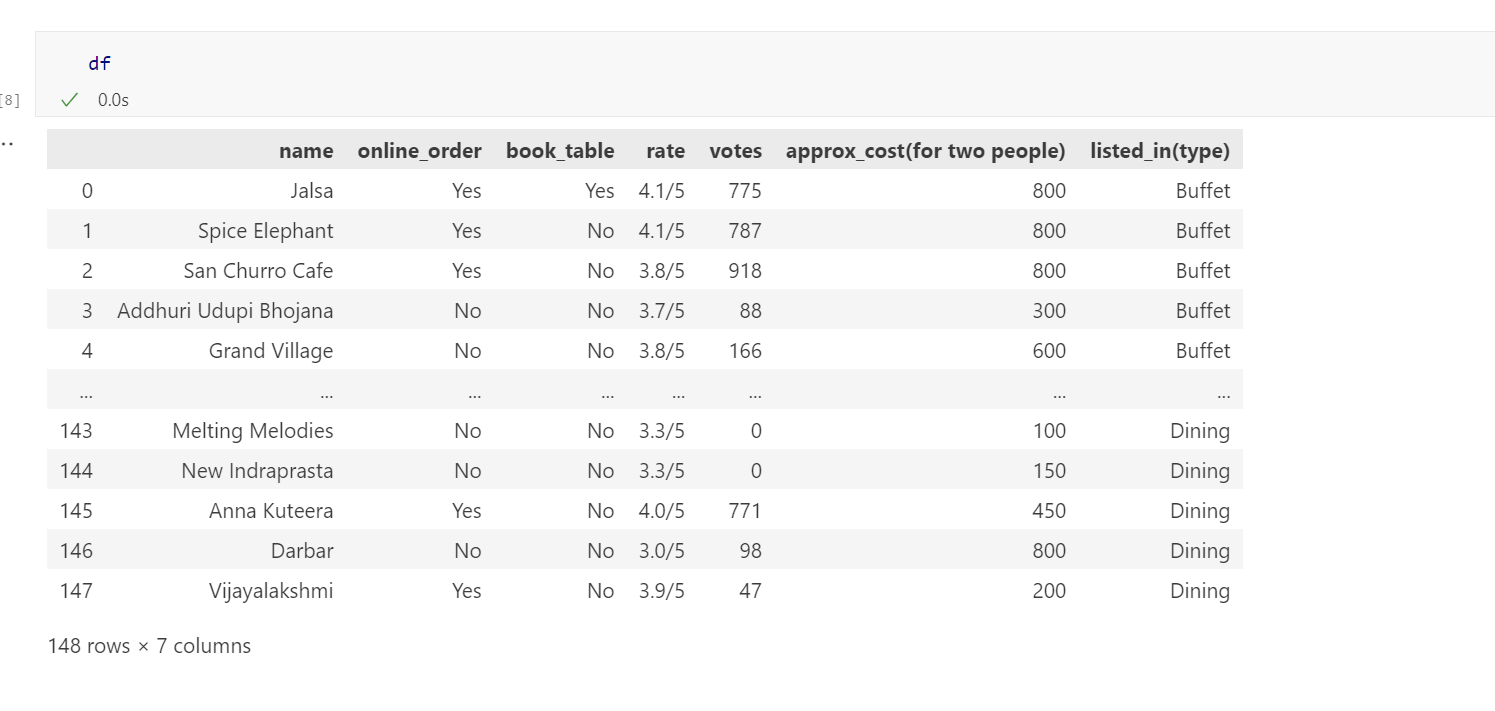 df
[8]
0.0s
name online_order book_table rate votes approx_cost(for two people) listed_in(type)
0 Jalsa Yes Yes 4.1/5 775 800 Buffet
1 Spice Elephant Yes No 4.1/5 787 800 Buffet
2 San Churro Cafe Yes No 3.8/5 918 800 Buffet
3 Addhuri Udupi Bhojana No No 3.7/5 88 300 Buffet
4 Grand Village No No 3.8/5 166 600 Buffet
... ... ... ... ... ... ... ...
143 Melting Melodies No No 3.3/5 0 100 Dining
144 New Indraprasta No No 3.3/5 0 150 Dining
145 Anna Kuteera Yes No 4.0/5 771 450 Dining
146 Darbar No No 3.0/5 98 800 Dining
147 Vijayalakshmi Yes No 3.9/5 47 200 Dining
148 rows × 7 columns